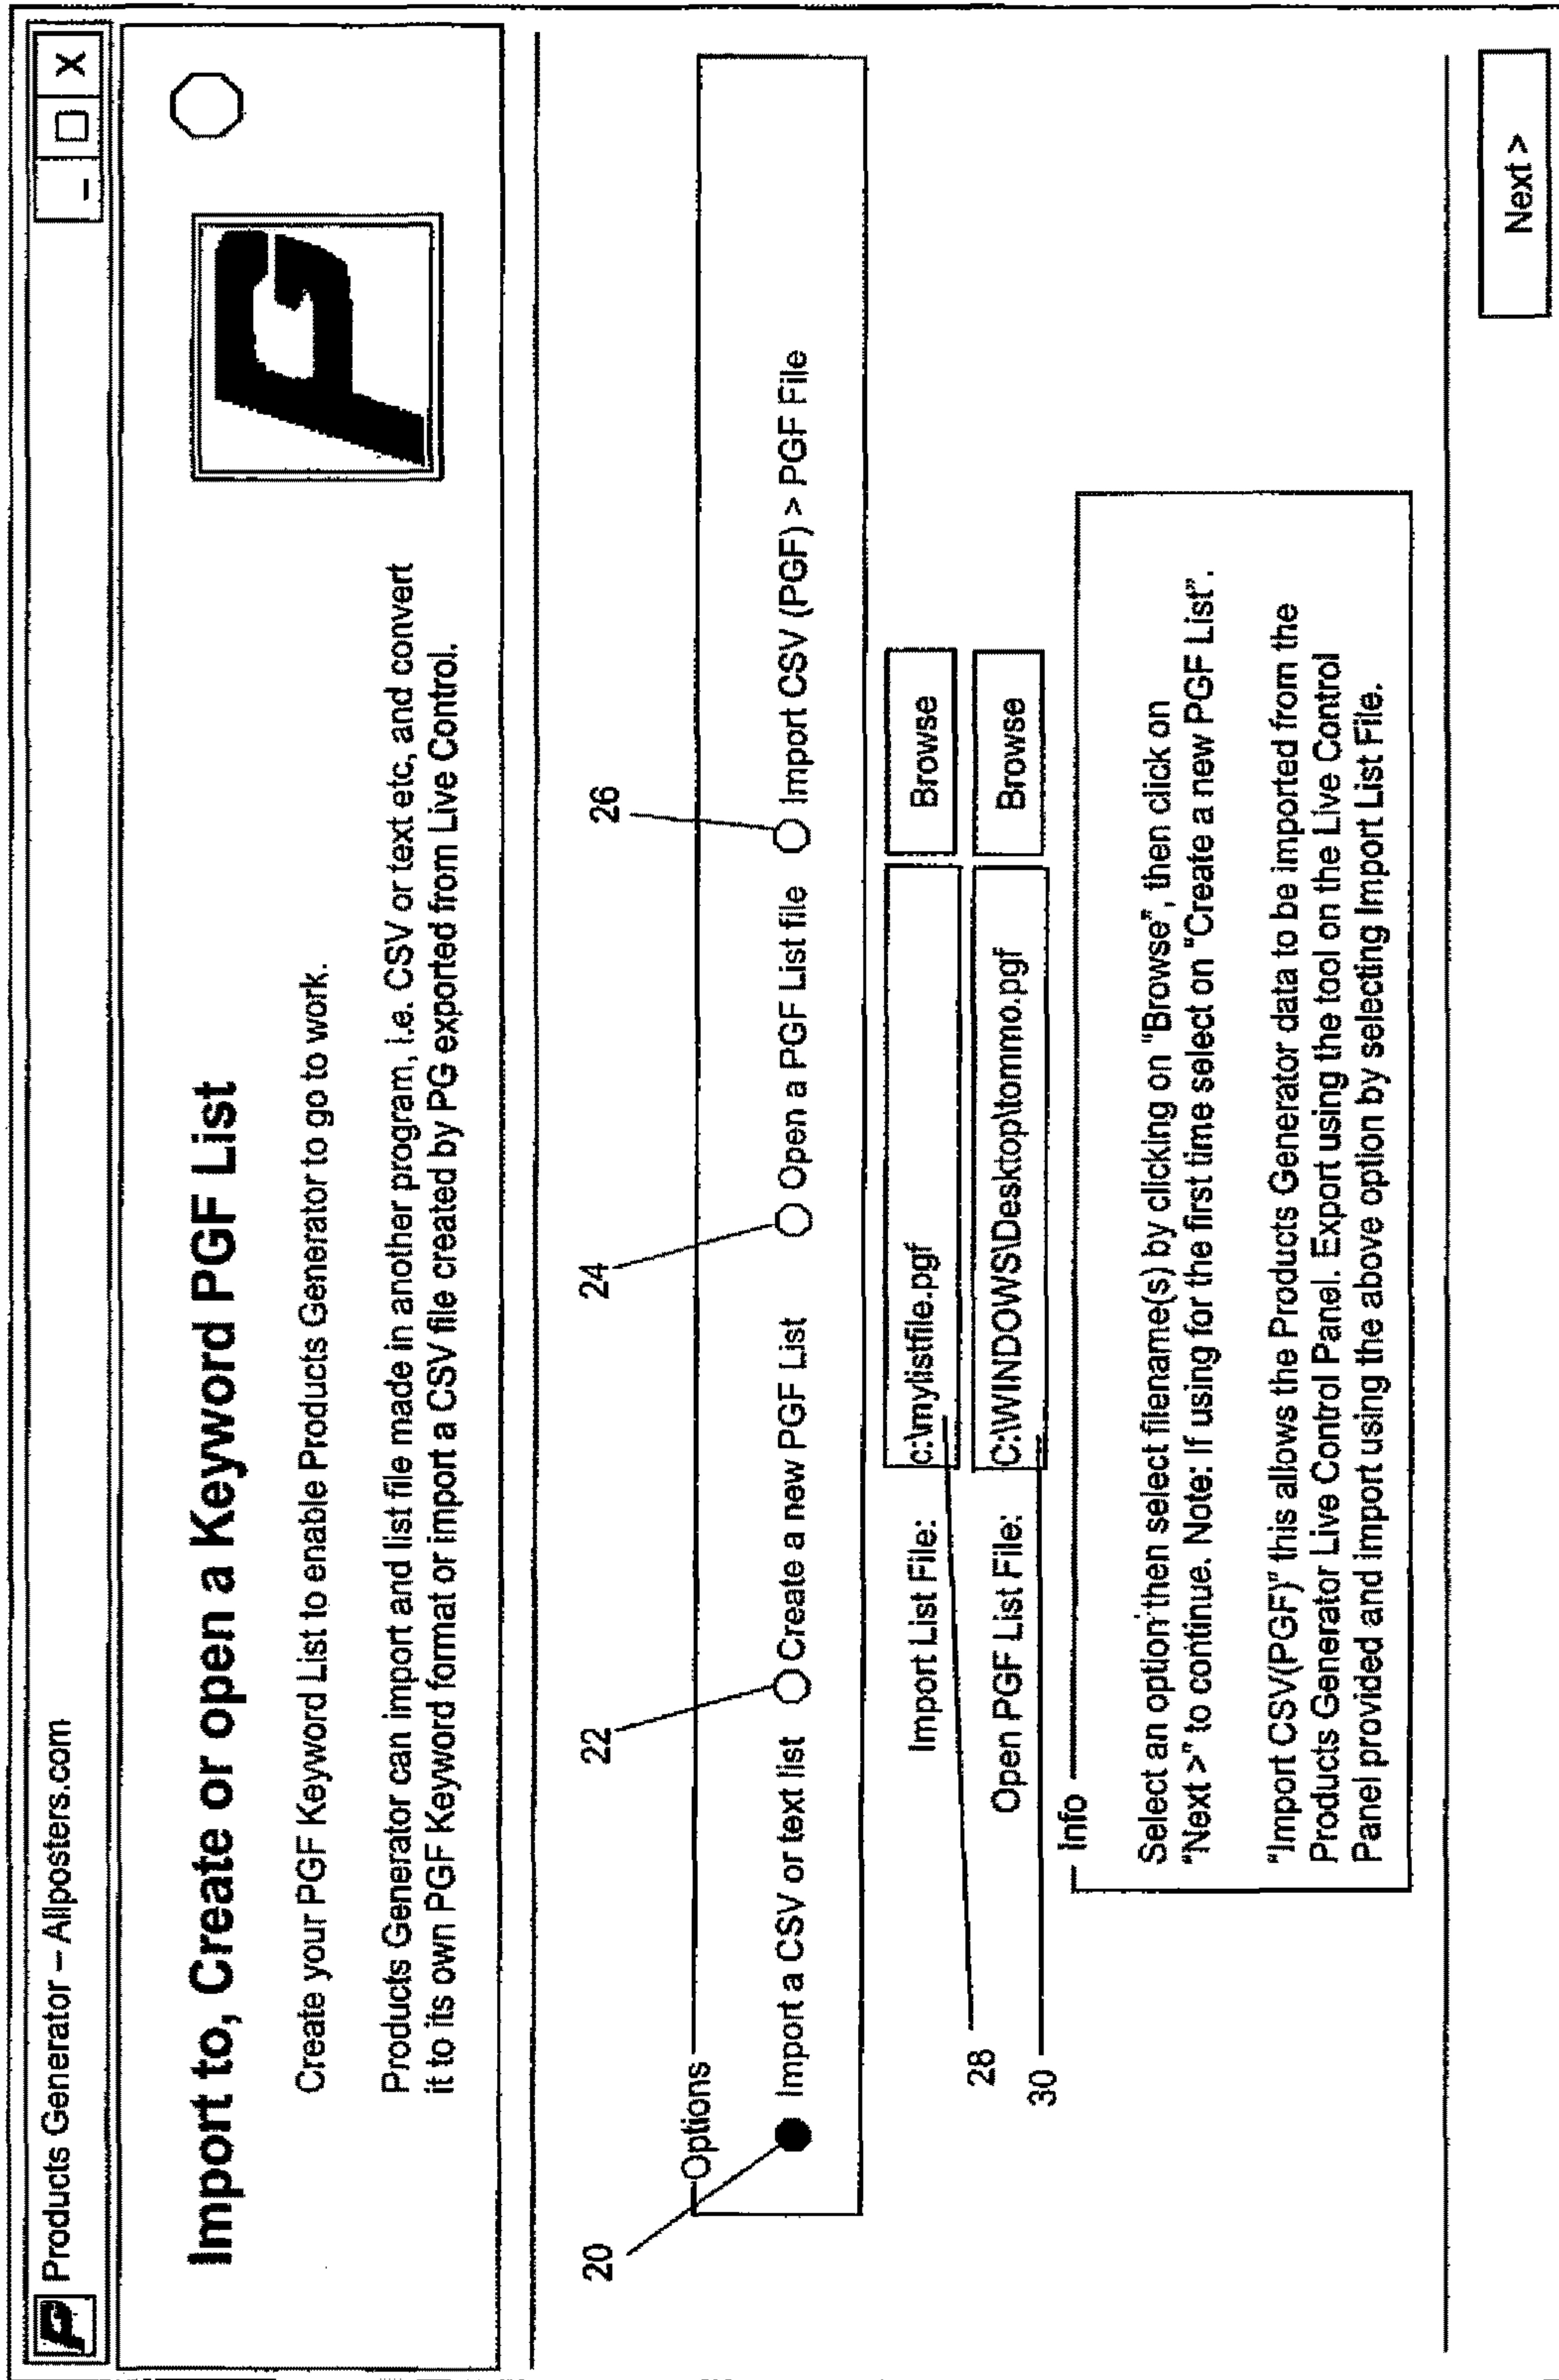 PG Products Generator – Allposters.com
_ □ X
Import to, Create or open a Keyword PGF List
Create your PGF Keyword List to enable Products Generator to go to work.
Products Generator can import and list file made in another program, i.e. CSV or text etc, and convert
it to its own PGF Keyword format or import a CSV file created by PG exported from Live Control.
PG
20
22
24
26
Options
Import a CSV or text list
Create a new PGF List
Open a PGF List file
Import CSV (PGF) > PGF File
Import List File: c:\mylistfile.pgf Browse
28
Open PGF List File: C:\WINDOWS\Desktop\tommo.pgf Browse
30
Info
Select an option then select filename(s) by clicking on "Browse", then click on
"Next >" to continue. Note: If using for the first time select on "Create a new PGF List".
"Import CSV(PGF)" this allows the Products Generator data to be imported from the
Products Generator Live Control Panel. Export using the tool on the Live Control
Panel provided and import using the above option by selecting Import List File.
Next >